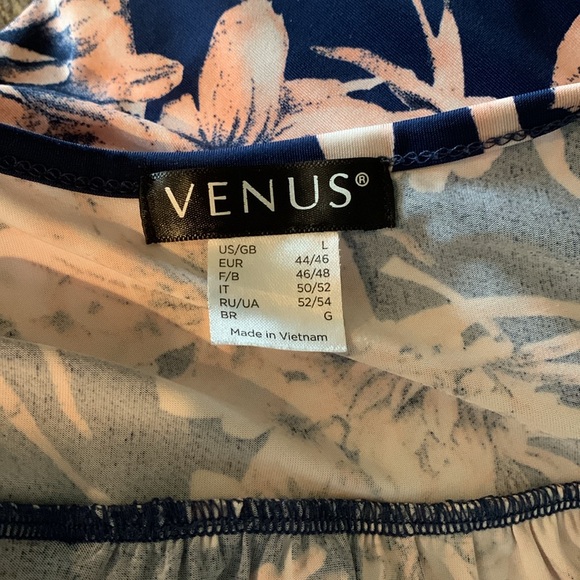 VENUS®
US/GB L
EUR 44/46
F/B 46/48
IT 50/52
RU/UA 52/54
BR G
Made in Vietnam